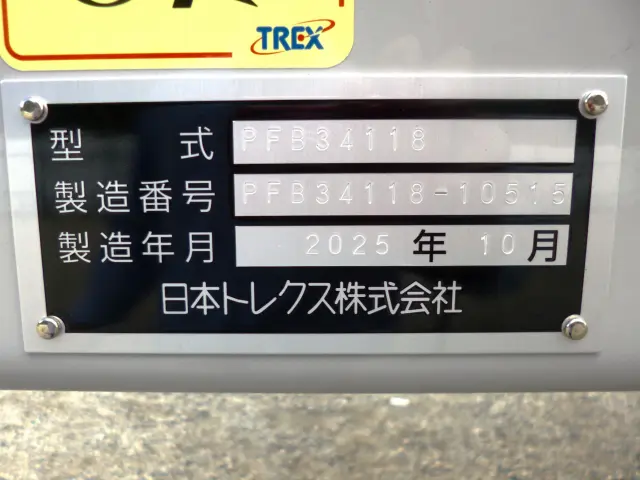 TREX
型 式 PFB34118
製造番号 PFB34118-10515
製造年月 2025 年 10 月
日本トレクス株式会社